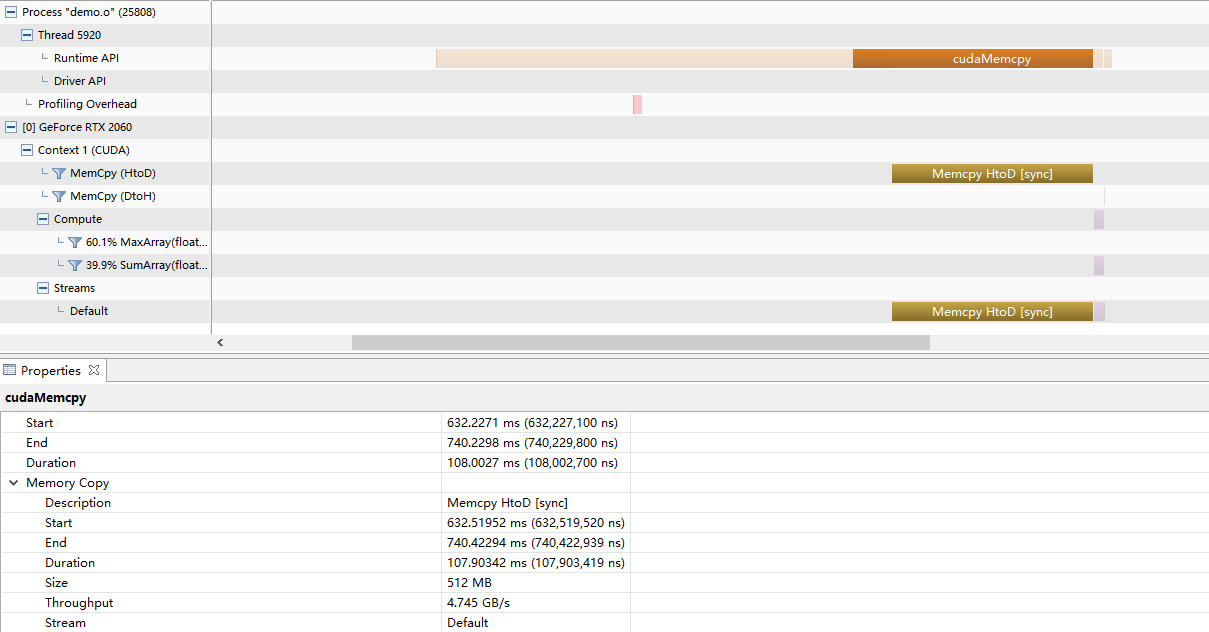 Process "demo.o" (25808)
Thread 5920
Runtime API
cudaMemcpy
Driver API
Profiling Overhead
[0] GeForce RTX 2060
Context 1 (CUDA)
MemCpy (HtoD)
Memcpy HtoD [sync]
MemCpy (DtoH)
Compute
60.1% MaxArray(float...
39.9% SumArray(float...
Streams
Default
Memcpy HtoD [sync]
Properties
cudaMemcpy
Start 632.2271 ms (632,227,100 ns)
End 740.2298 ms (740,229,800 ns)
Duration 108.0027 ms (108,002,700 ns)
Memory Copy
Description Memcpy HtoD [sync]
Start 632.51952 ms (632,519,520 ns)
End 740.42294 ms (740,422,939 ns)
Duration 107.90342 ms (107,903,419 ns)
Size 512 MB
Throughput 4.745 GB/s
Stream Default